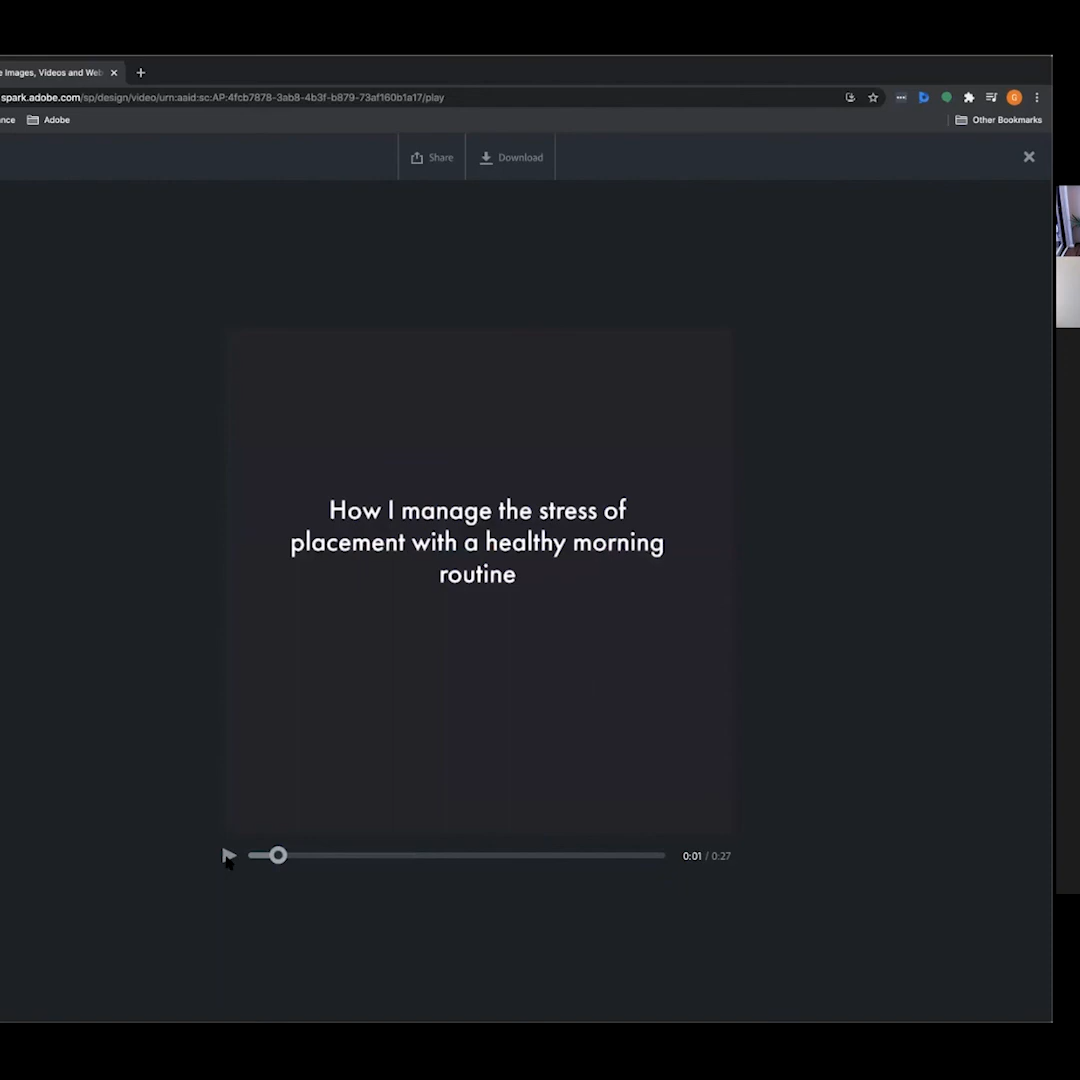 e Images, Videos and Web
spark.adobe.com/sp/design/video/urn:aaid:sc:AP:4fcb7878-3ab8-4b3f-b879-73af160b1a17/play
G
nce
Adobe
Other Bookmarks
Share
Download
How I manage the stress of
placement with a healthy morning
routine
0:01 / 0:27